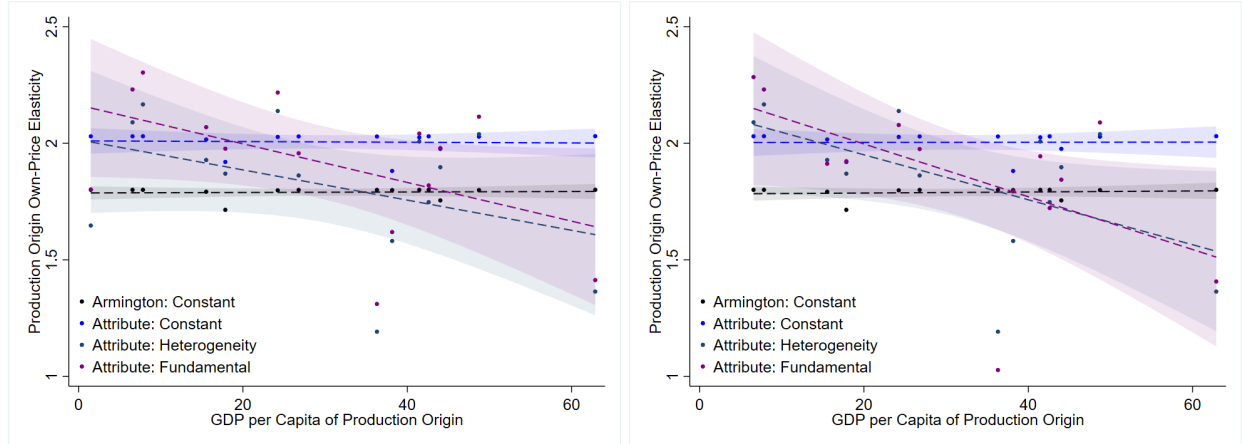 2.5
2
1.5
1
Production Origin Own-Price Elasticity
Armington: Constant
Attribute: Constant
Attribute: Heterogeneity
Attribute: Fundamental
0 20 40 60
GDP per Capita of Production Origin
2.5
2
1.5
1
Production Origin Own-Price Elasticity
Armington: Constant
Attribute: Constant
Attribute: Heterogeneity
Attribute: Fundamental
0 20 40 60
GDP per Capita of Production Origin